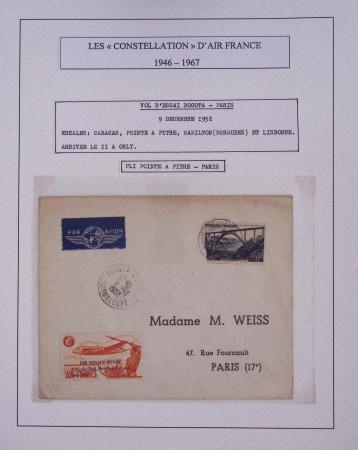 LES « CONSTELLATION » D'AIR FRANCE
1946 – 1967
VOL D'ESSAI BOGOTA - PARIS
9 DECEMBRE 1952
ESCALES: CARACAS, POINTE A PITRE, HAMILTON(BERMUDES) ET LISBONNE.
ARRIVEE LE II A ORLY.
PLI POINTE A PITRE - PARIS
PAR AVION
Madame M. WEISS
47, Rue Fourcault
PARIS (17e)
AIR FRANCE